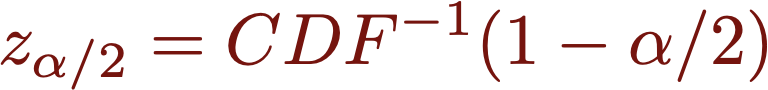 z_{α/2} = CDF^{-1}(1 − α/2)